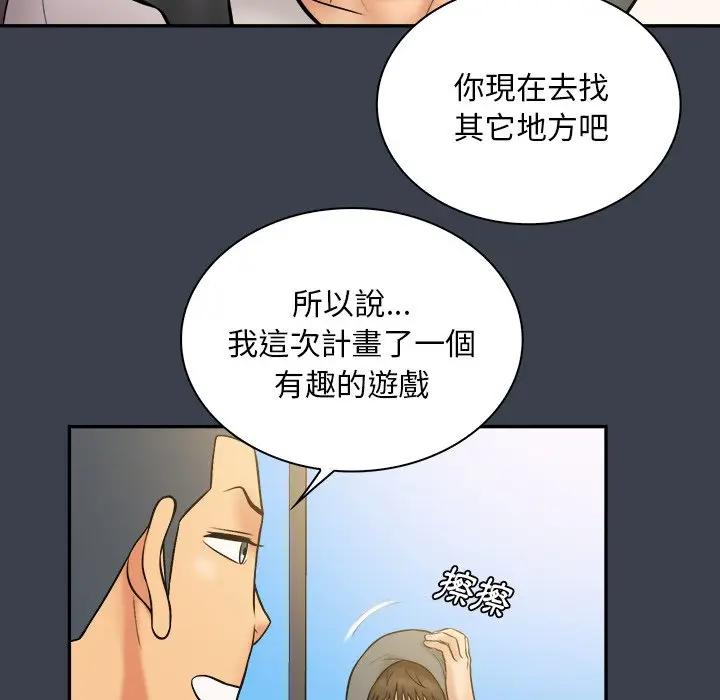 你現在去找
其它地方吧
所以說...
我這次計畫了一個
有趣的遊戲
擦擦